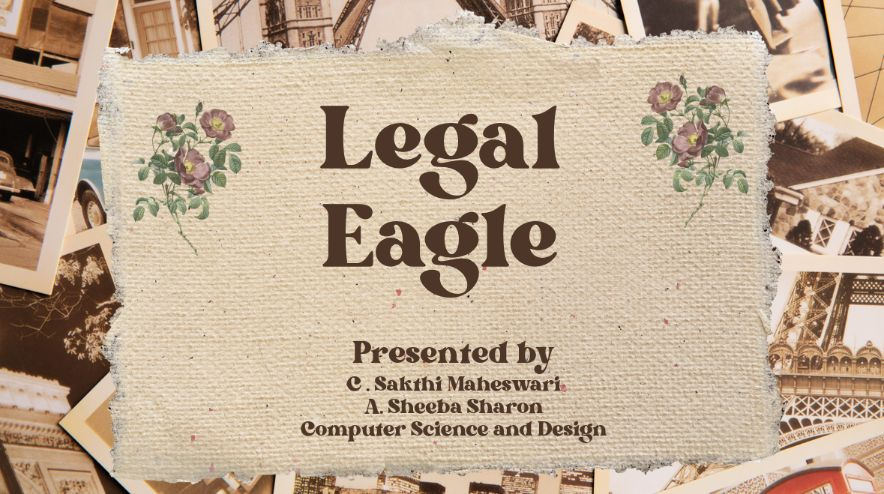 Legal
Eagle
Presented by
C . Sakthi Maheswari
A. Sheeba Sharon
Computer Science and Design